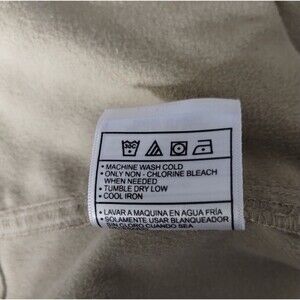 • MACHINE WASH COLD
• ONLY NON - CHLORINE BLEACH
WHEN NEEDED
• TUMBLE DRY LOW
• COOL IRON
• LAVAR A MAQUINA EN AGUA FRÍA
• SOLAMENTE USAR BLANQUEADOR
SIN CLORO CUANDO SEA